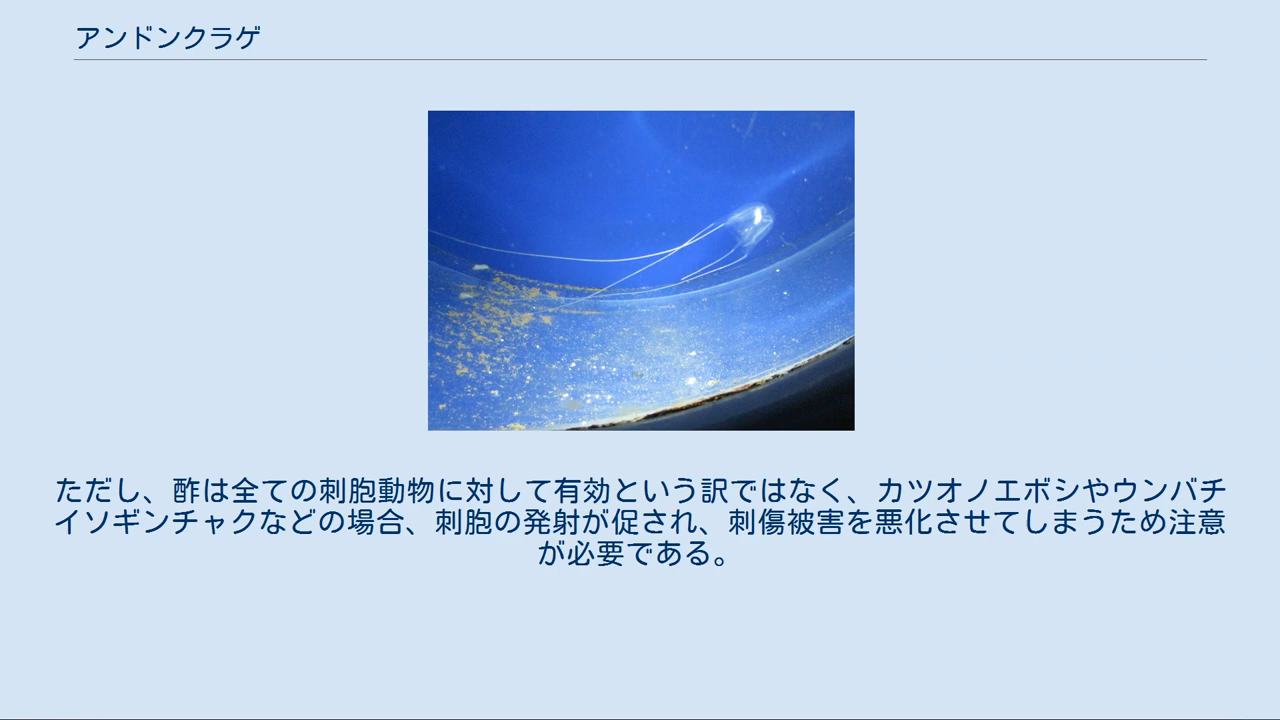 アンドンクラゲ
ただし、酢は全ての刺胞動物に対して有効という訳ではなく、カツオノエボシやウンバチ
イソギンチャクなどの場合、刺胞の発射が促され、刺傷被害を悪化させてしまうため注意
が必要である。